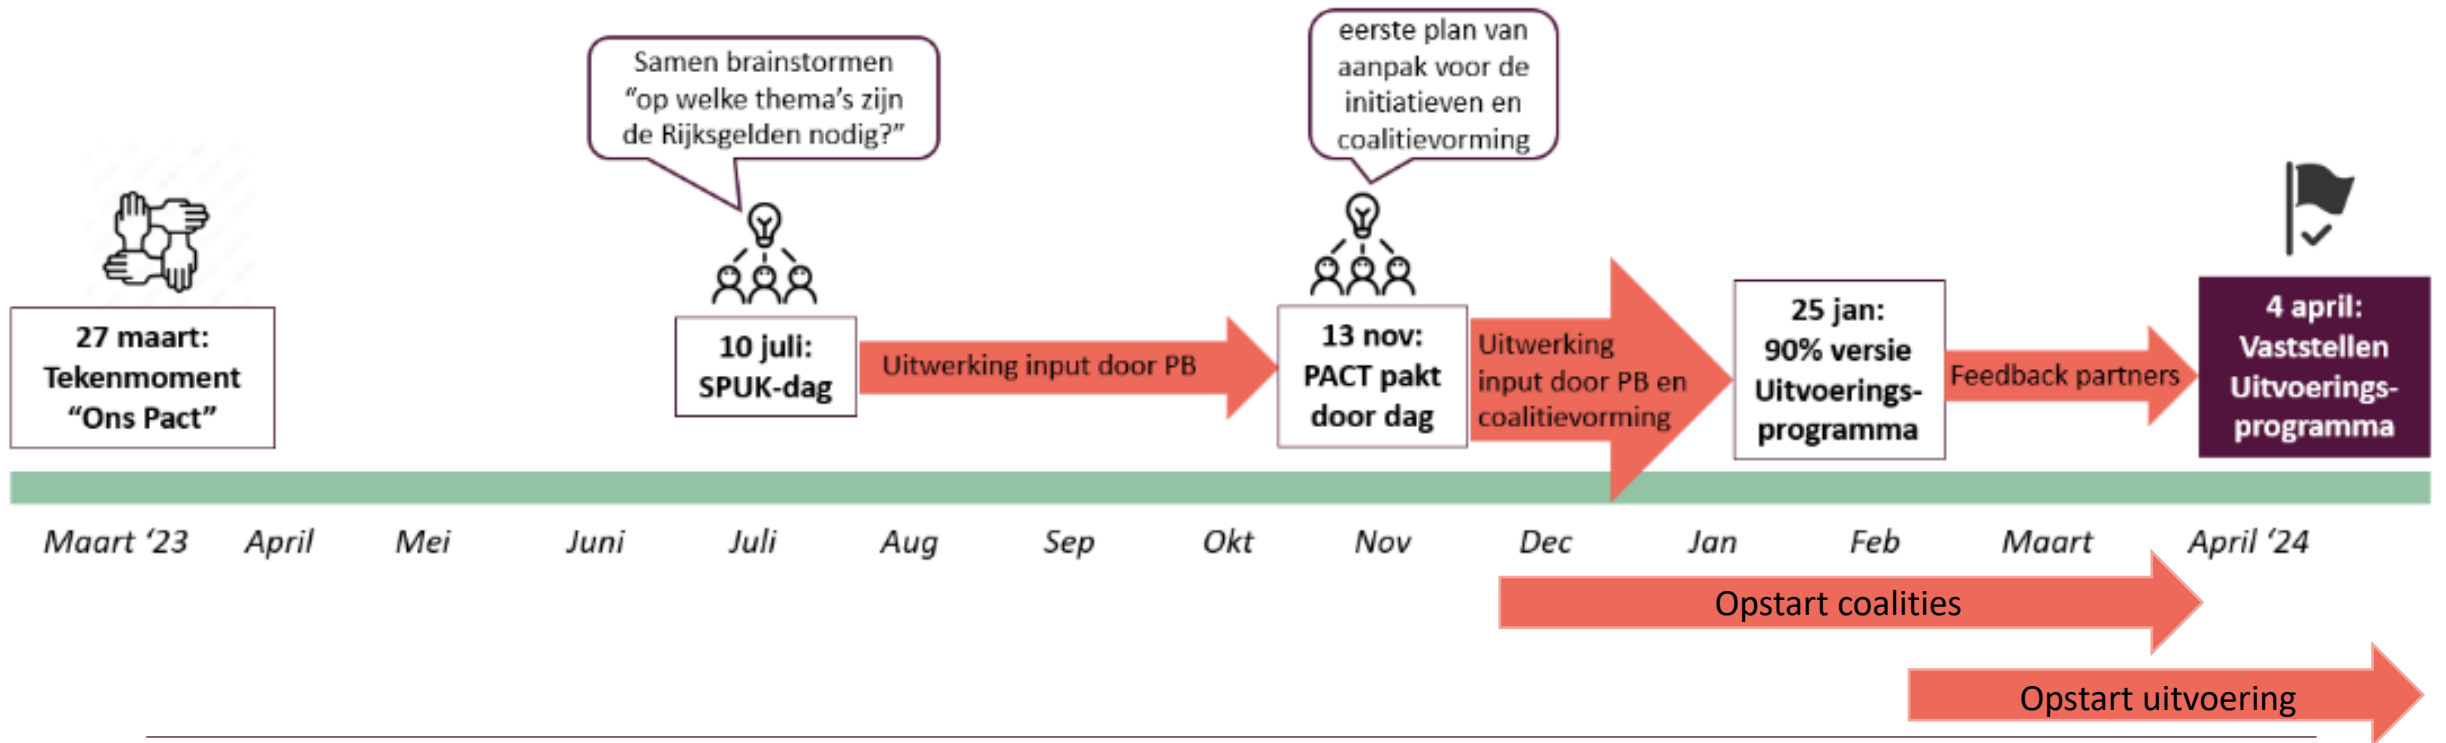 Samen brainstormen
“op welke thema’s zijn
de Rijksgelden nodig?”
eerste plan van
aanpak voor de
initiatieven en
coalitievorming
27 maart:
Tekenmoment
“Ons Pact”
10 juli:
SPUK-dag
Uitwerking input door PB
13 nov:
PACT pakt
door dag
Uitwerking
input door PB en
coalitievorming
25 jan:
90% versie
Uitvoerings-
programma
Feedback partners
4 april:
Vaststellen
Uitvoerings-
programma
Maart ‘23 April Mei Juni Juli Aug Sep Okt Nov Dec Jan Feb Maart April ‘24
Opstart coalities
Opstart uitvoering